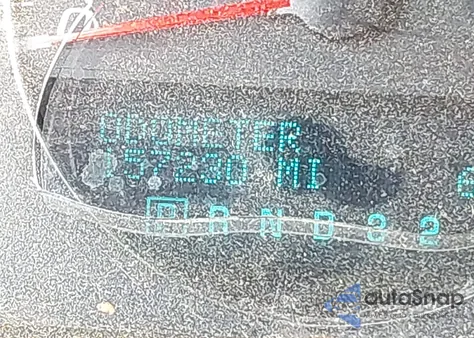 ODOMETER
57230 MI
P R N D 3 2
autoSnap